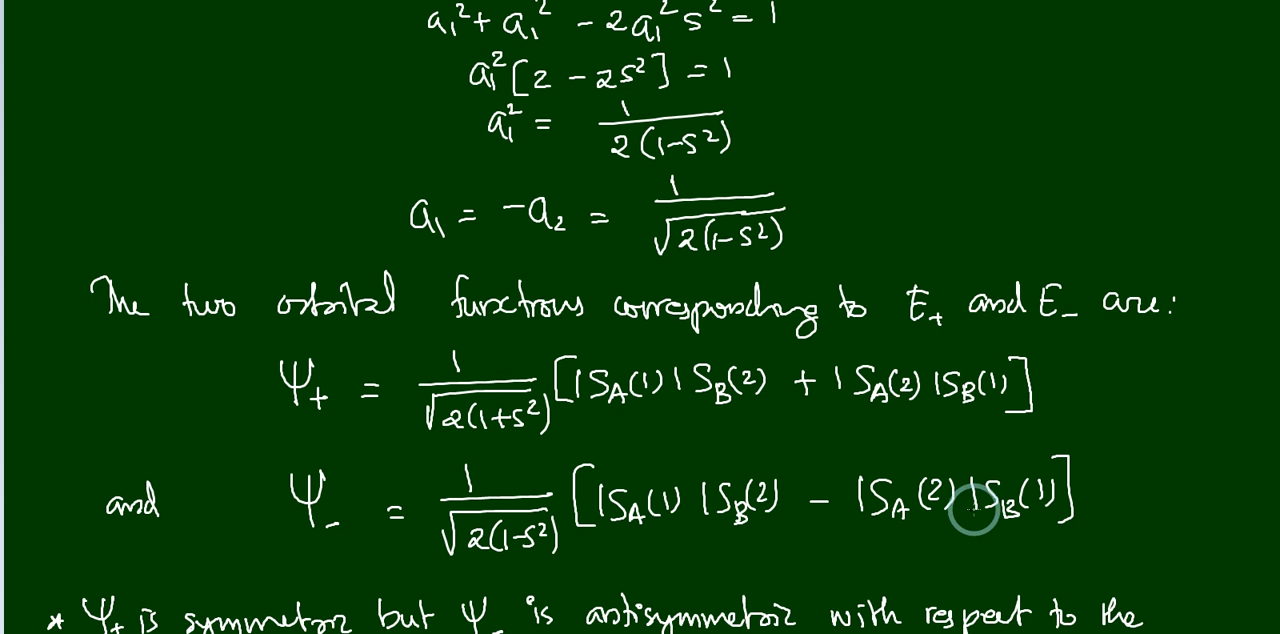 a₁² + a₁² - 2a₁²s² = 1
a₁² [2 - 2s²] = 1
a₁² = 1 / 2(1-s²)
a₁ = -a₂ = 1 / √2(1-s²)
The two orbital functions corresponding to E₊ and E₋ are:
Ψ₊ = 1 / √2(1+s²) [1S_A(1) 1S_B(2) + 1S_A(2) 1S_B(1)]
and Ψ₋ = 1 / √2(1-s²) [1S_A(1) 1S_B(2) - 1S_A(2) 1S_B(1)]
* Ψ₊ is symmetric but Ψ₋ is antisymmetric with respect to the